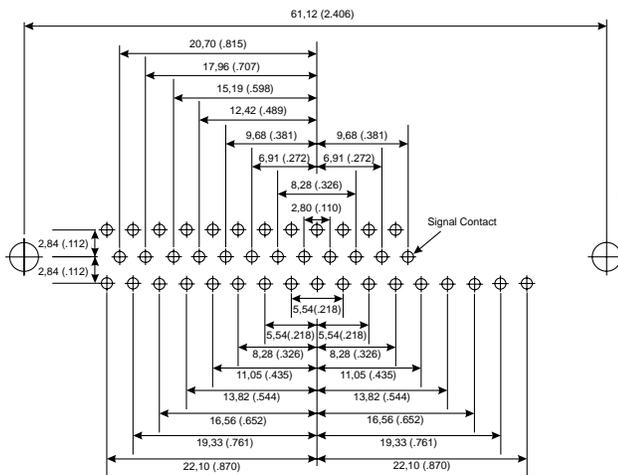 61,12 (2.406)
20,70 (.815)
17,96 (.707)
15,19 (.598)
12,42 (.489)
9,68 (.381) 9,68 (.381)
6,91 (.272) 6,91 (.272)
8,28 (.326)
2,80 (.110)
Signal Contact
2,84 (.112)
2,84 (.112)
5,54(.218)
5,54(.218) 5,54(.218)
8,28 (.326) 8,28 (.326)
11,05 (.435) 11,05 (.435)
13,82 (.544) 13,82 (.544)
16,56 (.652) 16,56 (.652)
19,33 (.761) 19,33 (.761)
22,10 (.870) 22,10 (.870)